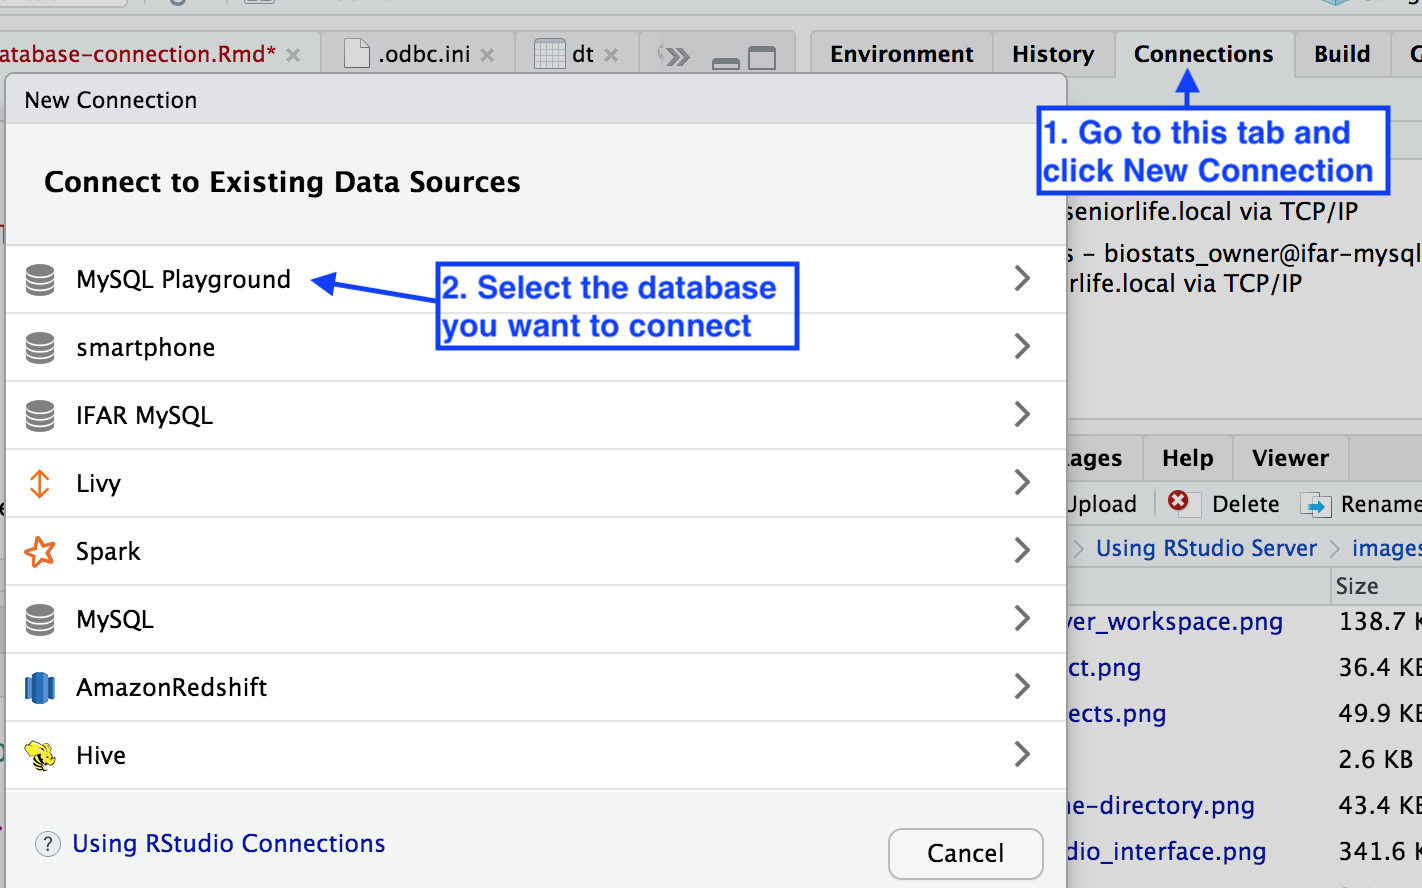 atabase-connection.Rmd*
.odbc.ini
dt
Environment
History
Connections
Build
New Connection
1. Go to this tab and
click New Connection
Connect to Existing Data Sources
seniorlife.local via TCP/IP
s - biostats_owner@ifar-mysql
rlife.local via TCP/IP
MySQL Playground
2. Select the database
you want to connect
smartphone
IFAR MySQL
Livy
Spark
MySQL
AmazonRedshift
Hive
? Using RStudio Connections
Cancel
ages
Help
Viewer
Upload
Delete
Rename
Using RStudio Server
images
Size
ver_workspace.png
138.7 K
ct.png
36.4 KB
ects.png
49.9 KB
2.6 KB
ne-directory.png
43.4 KB
dio_interface.png
341.6 K